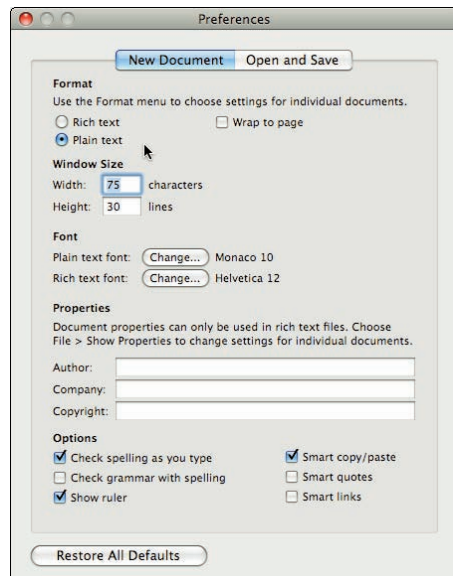 Preferences
New Document Open and Save
Format
Use the Format menu to choose settings for individual documents.
Rich text Wrap to page
Plain text
Window Size
Width: 75 characters
Height: 30 lines
Font
Plain text font: Change... Monaco 10
Rich text font: Change... Helvetica 12
Properties
Document properties can only be used in rich text files. Choose
File > Show Properties to change settings for individual documents.
Author:
Company:
Copyright:
Options
Check spelling as you type Smart copy/paste
Check grammar with spelling Smart quotes
Show ruler Smart links
Restore All Defaults